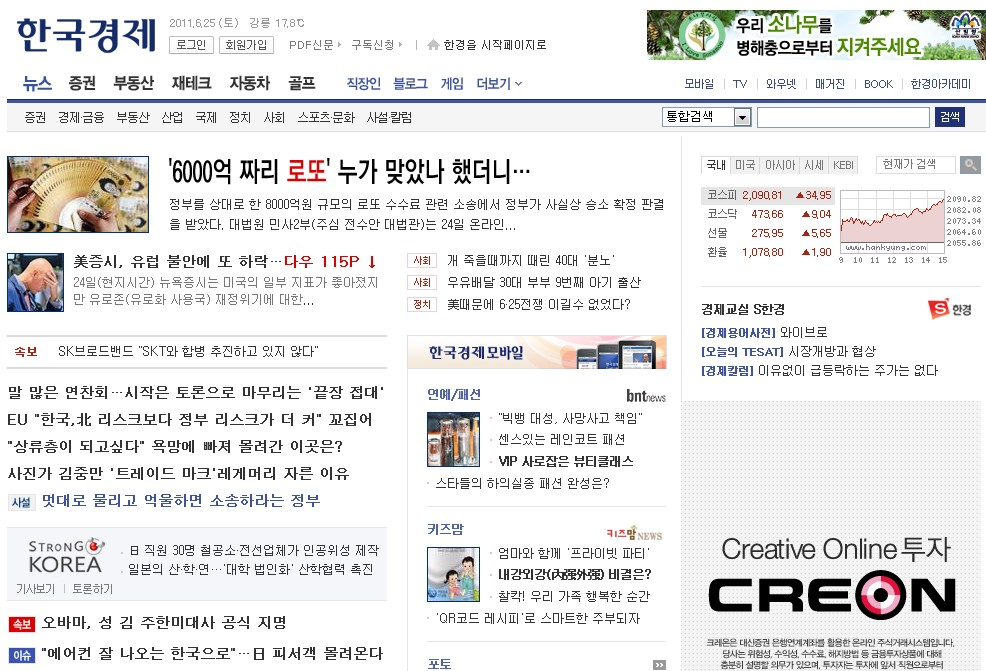 한국경제
2011,6,25 (토) 강릉 17,8℃
로그인 회원가입 PDF신문 구독신청 한경을 시작페이지로
우리 소나무를
병해충으로부터 지켜주세요
뉴스 증권 부동산 재테크 자동차 골프 직장인 블로그 게임 더보기
모바일 TV 와우넷 매거진 BOOK 한경아카데미
증권 경제·금융 부동산 산업 국제 정치 사회 스포츠·문화 사설·칼럼
통합검색 검색
'6000억 짜리 로또' 누가 맞았나 했더니…
정부를 상대로 한 8000억원 규모의 로또 수수료 관련 소송에서 정부가 사실상 승소 확정 판결
을 받았다. 대법원 민사2부(주심 전수안 대법관)는 24일 온라인...
美증시, 유럽 불안에 또 하락…다우 115P ↓
24일(현지시간) 뉴욕증시는 미국의 일부 지표가 좋아졌지
만 유로존(유로화 사용국) 재정위기에 대한...
사회 개 죽을때까지 때린 40대 '분노'
사회 우유배달 30대 부부 9번째 아기 출산
정치 美때문에 6·25전쟁 이길수 없었다?
속보 SK브로드밴드 "SKT와 합병 추진하고 있지 않다"
말 많은 연찬회…시작은 토론으로 마무리는 '끝장 접대'
EU "한국,北 리스크보다 정부 리스크가 더 커" 꼬집어
"상류층이 되고싶다" 욕망에 빠져 몰려간 이곳은?
사진가 김중만 '트레이드 마크'레게머리 자른 이유
사설 멋대로 물리고 억울하면 소송하라는 정부
STRONG KOREA
기사보기 토론하기
日 직원 30명 철공소·전선업체가 인공위성 제작
일본의 산·학·연…'대학 법인화' 산학협력 촉진
속보 오바마, 성 김 주한미대사 공식 지명
이슈 "에어컨 잘 나오는 한국으로"…日 피서객 몰려온다
한국경제모바일
연예/패션 bntnews
"빅뱅 대성, 사망사고 책임"
센스있는 레인코트 패션
VIP 사로잡은 뷰티클래스
스타들의 하의실종 패션 완성은?
키즈맘 키즈맘NEWS
엄마와 함께 '프라이빗 파티'
내강외강(內强外强) 비결은?
찰칵! 우리 가족 행복한 순간
'QR코드 레시피'로 스마트한 주부되자
포토
국내 미국 아시아 시세 KEBI 현재가 검색
코스피 2,090,81 ▲34,95
코스닥 473,66 ▲9,04
선물 275,95 ▲5,65
환율 1,078,80 ▲1,90
2090.82
2082.08
2073.34
2064.60
2055.86
www.hankyung.com
9 10 11 12 13 14 15
경제교실 S한경
S 한경
[경제용어사전] 와이브로
[오늘의 TESAT] 시장개방과 협상
[경제칼럼] 이유없이 급등락하는 주가는 없다
Creative Online 투자
CREON
크레온은 대신증권 은행연계계좌를 활용한 온라인 주식거래시스템입니다.
당사는 위험성, 수익성, 수수료, 해지방법 등 금융투자상품에 대해
충분히 설명할 의무가 있으며, 투자자는 투자에 앞서 직원으로부터